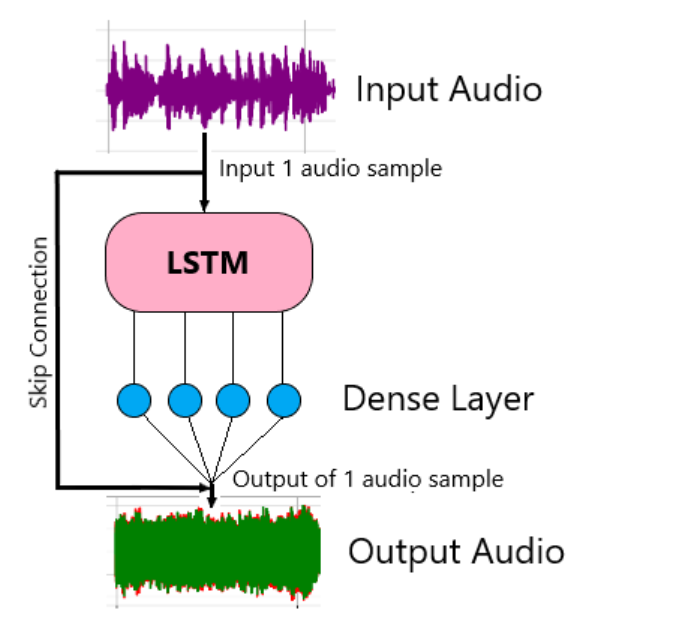 Input Audio
Input 1 audio sample
LSTM
Skip Connection
Dense Layer
Output of 1 audio sample
Output Audio